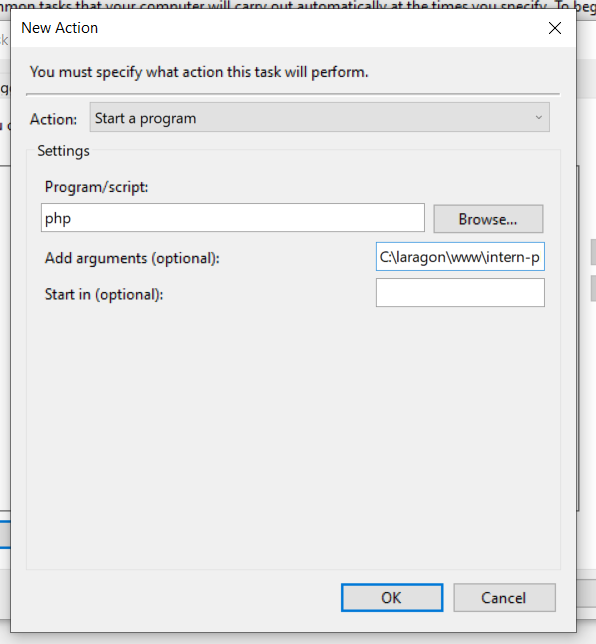 mmon tasks that your computer will carry out automatically at the times you specify. To beg
New Action
You must specify what action this task will perform.
Action: Start a program
Settings
Program/script:
php Browse...
Add arguments (optional): C:\laragon\www\intern-p
Start in (optional):
OK Cancel